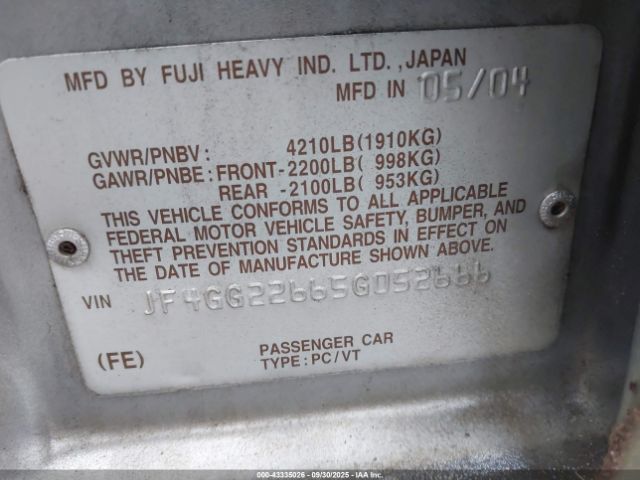 MFD BY FUJI HEAVY IND. LTD., JAPAN
MFD IN 05/04
GVWR/PNBV: 4210LB(1910KG)
GAWR/PNBE: FRONT-2200LB( 998KG)
REAR -2100LB( 953KG)
THIS VEHICLE CONFORMS TO ALL APPLICABLE
FEDERAL MOTOR VEHICLE SAFETY, BUMPER, AND
THEFT PREVENTION STANDARDS IN EFFECT ON
THE DATE OF MANUFACTURE SHOWN ABOVE.
VIN JF4GG22665G052666
(FE) PASSENGER CAR
TYPE: PC/VT
000-43335026 - 09/30/2025 - IAA, Inc.